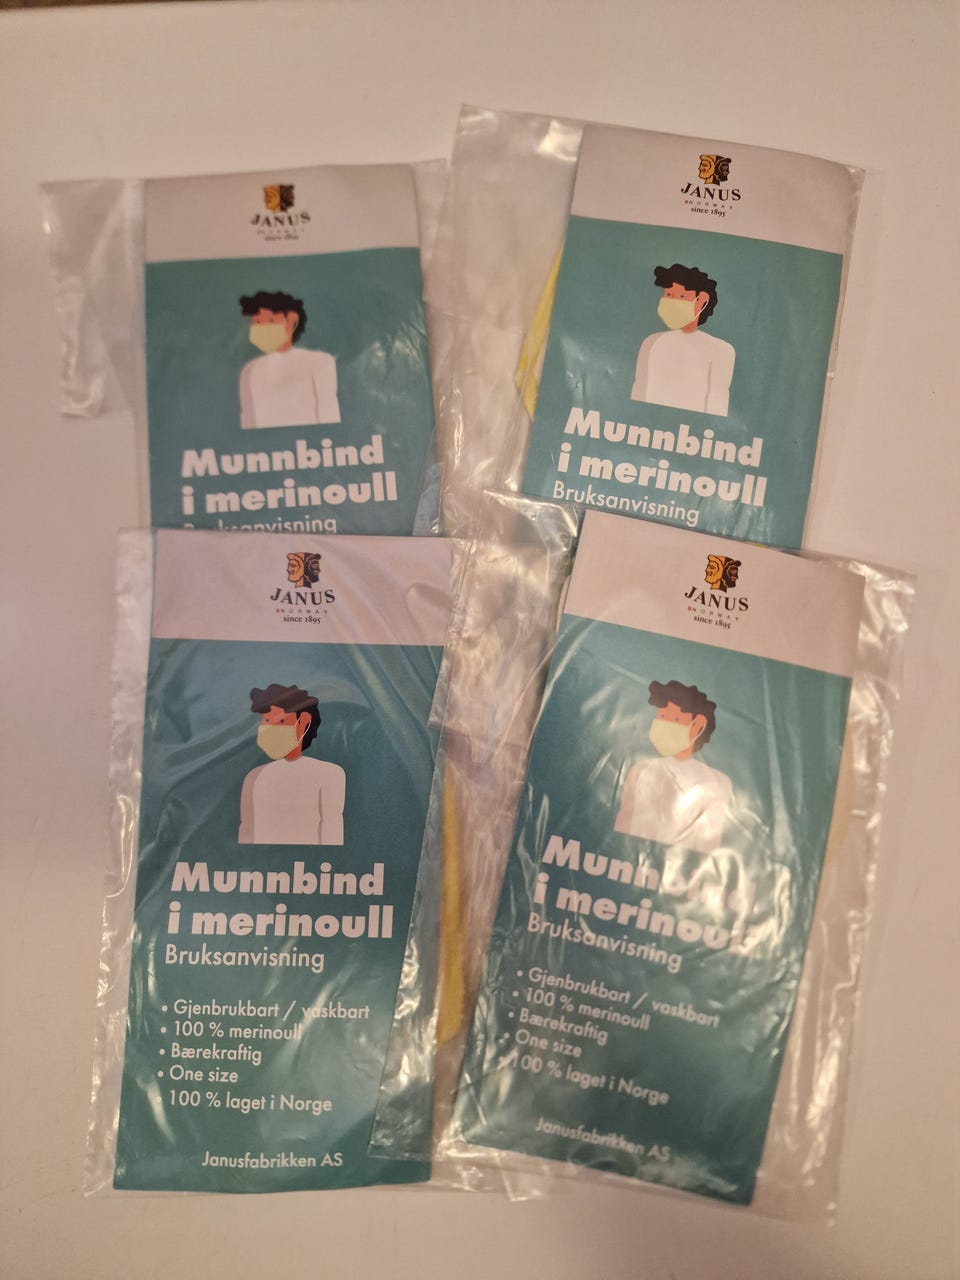 JANUS
since 1895
Munnbind
i merinoull
Bruksanvisning
JANUS
NORWAY
since 1895
Munnbind
i merinoull
Bruksanvisning
JANUS
NORWAY
since 1895
Munnbind
i merinoull
Bruksanvisning
• Gjenbrukbart / vaskbart
• 100 % merinoull
• Bærekraftig
• One size
• 100 % laget i Norge
Janusfabrikken AS
JANUS
NORWAY
since 1895
Munnbind
i merinoull
Bruksanvisning
• Gjenbrukbart / vaskbart
• 100 % merinoull
• Bærekraftig
• One size
• 100 % laget i Norge
Janusfabrikken AS